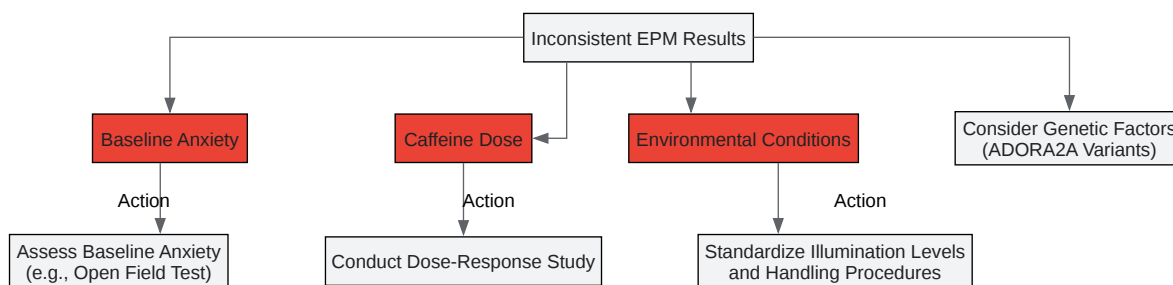 Inconsistent EPM Results
Baseline Anxiety
Caffeine Dose
Environmental Conditions
Consider Genetic Factors
(ADORA2A Variants)
Action
Action
Action
Assess Baseline Anxiety
(e.g., Open Field Test)
Conduct Dose-Response Study
Standardize Illumination Levels
and Handling Procedures